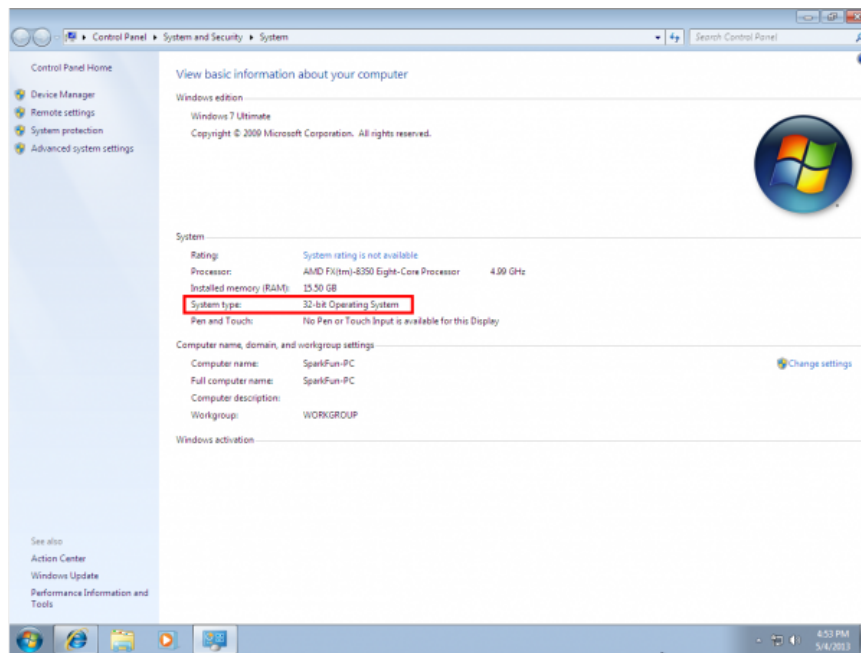 Control Panel ▸ System and Security ▸ System
Search Control Panel
Control Panel Home
Device Manager
Remote settings
System protection
Advanced system settings
View basic information about your computer
Windows edition
Windows 7 Ultimate
Copyright © 2009 Microsoft Corporation. All rights reserved.
System
Rating: System rating is not available
Processor: AMD FX(tm)-8350 Eight-Core Processor 4.99 GHz
Installed memory (RAM): 15.50 GB
System type: 32-bit Operating System
Pen and Touch: No Pen or Touch Input is available for this Display
Computer name, domain, and workgroup settings
Computer name: SparkFun-PC
Change settings
Full computer name: SparkFun-PC
Computer description:
Workgroup: WORKGROUP
Windows activation
See also
Action Center
Windows Update
Performance Information and
Tools
4:53 PM
5/4/2013